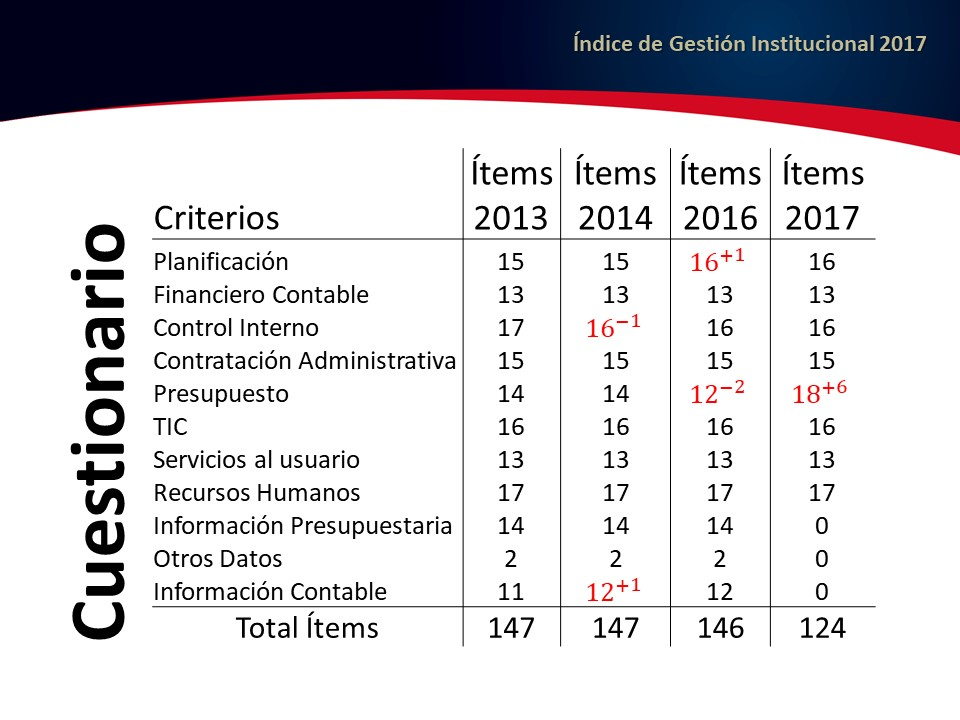 Índice de Gestión Institucional 2017
Cuestionario
Criterios Ítems 2013 Ítems 2014 Ítems 2016 Ítems 2017
Planificación 15 15 16⁺¹ 16
Financiero Contable 13 13 13 13
Control Interno 17 16⁻¹ 16 16
Contratación Administrativa 15 15 15 15
Presupuesto 14 14 12⁻² 18⁺⁶
TIC 16 16 16 16
Servicios al usuario 13 13 13 13
Recursos Humanos 17 17 17 17
Información Presupuestaria 14 14 14 0
Otros Datos 2 2 2 0
Información Contable 11 12⁺¹ 12 0
Total Ítems 147 147 146 124